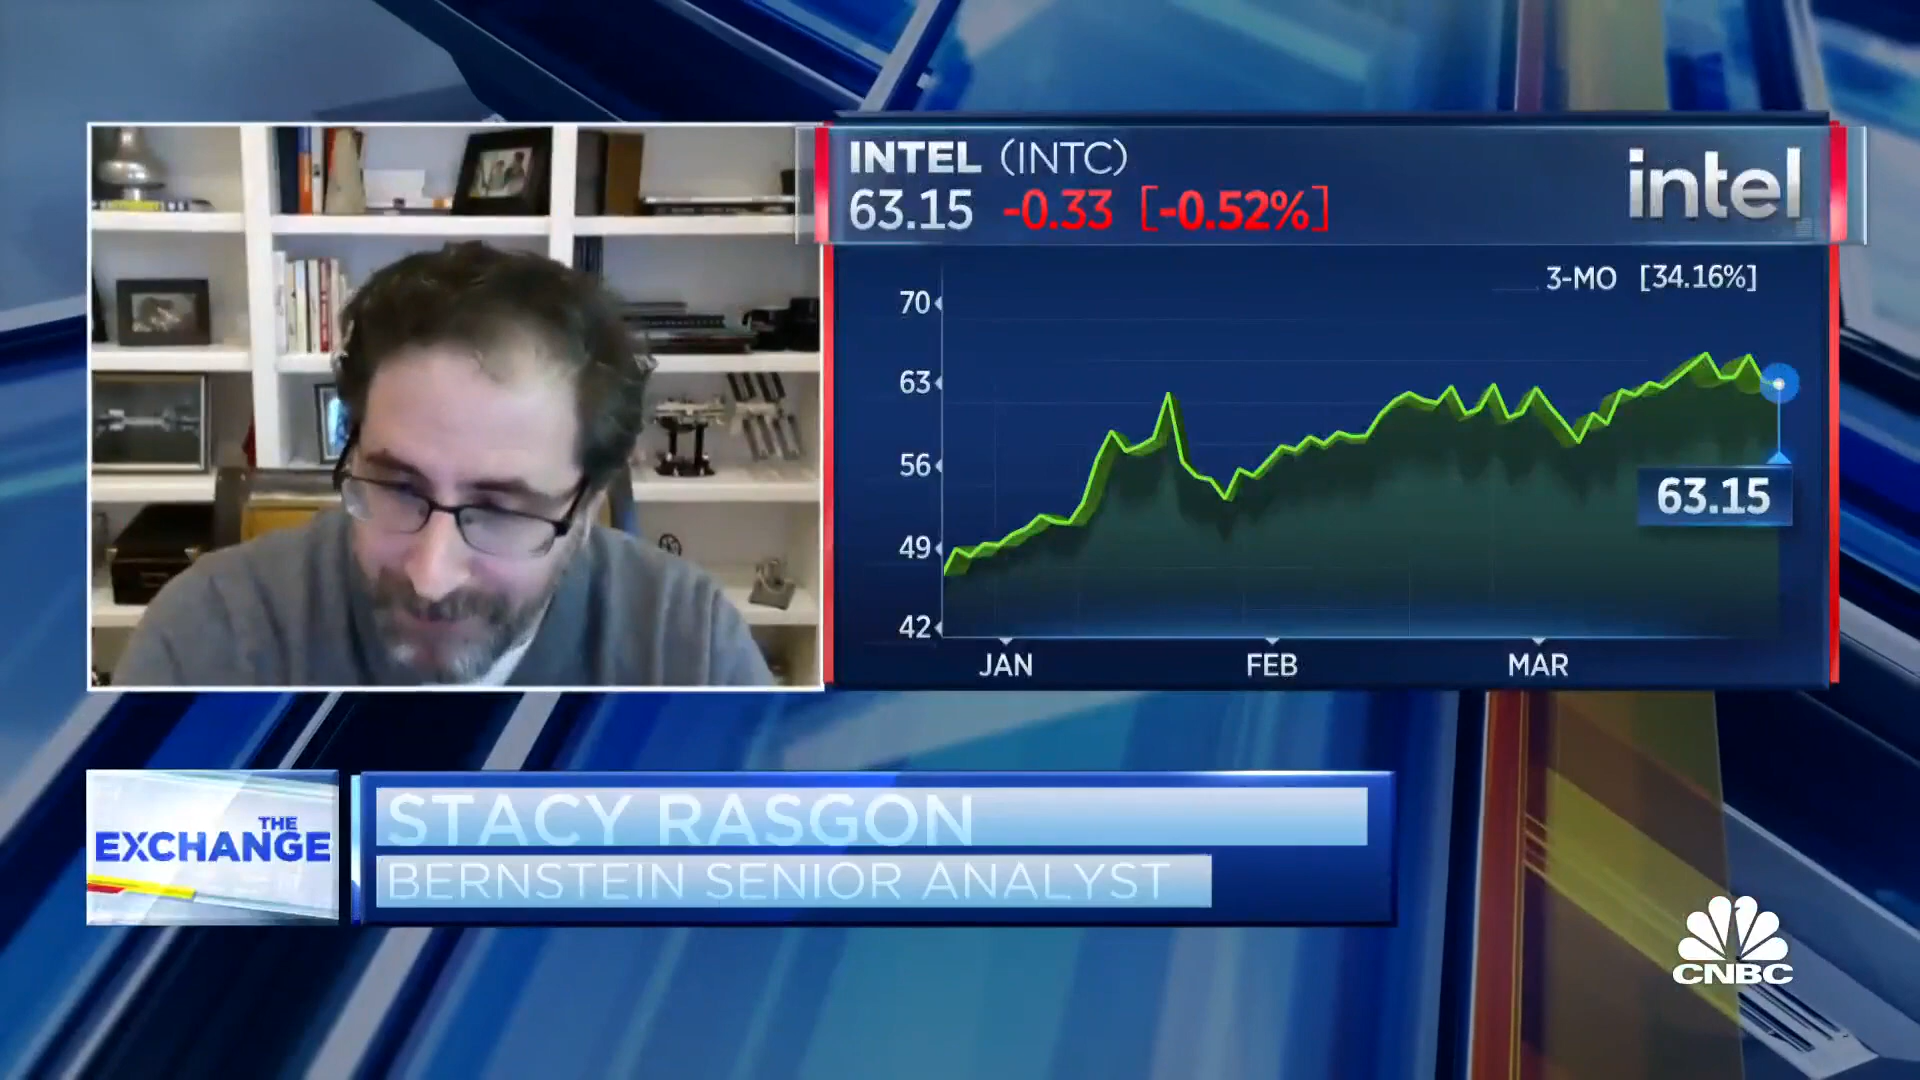 INTEL (INTC)
63.15 -0.33 [-0.52%]
intel
3-MO [34.16%]
70
63
56
49
42
63.15
JAN FEB MAR
THE
EXCHANGE
STACY RASGON
BERNSTEIN SENIOR ANALYST
CNBC